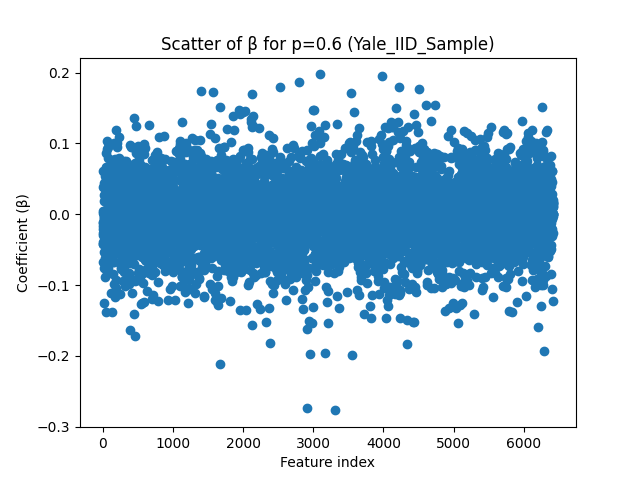 Scatter of β for p=0.6 (Yale_IID_Sample)
0.2
0.1
0.0
−0.1
−0.2
−0.3
Coefficient (β)
0 1000 2000 3000 4000 5000 6000
Feature index